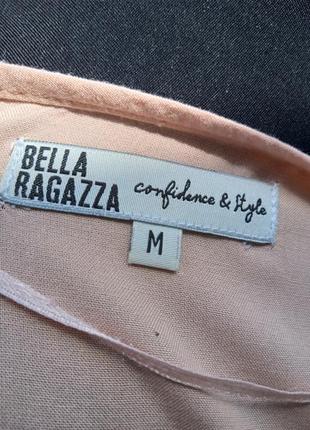 BELLA
RAGAZZA
confidence & style
M